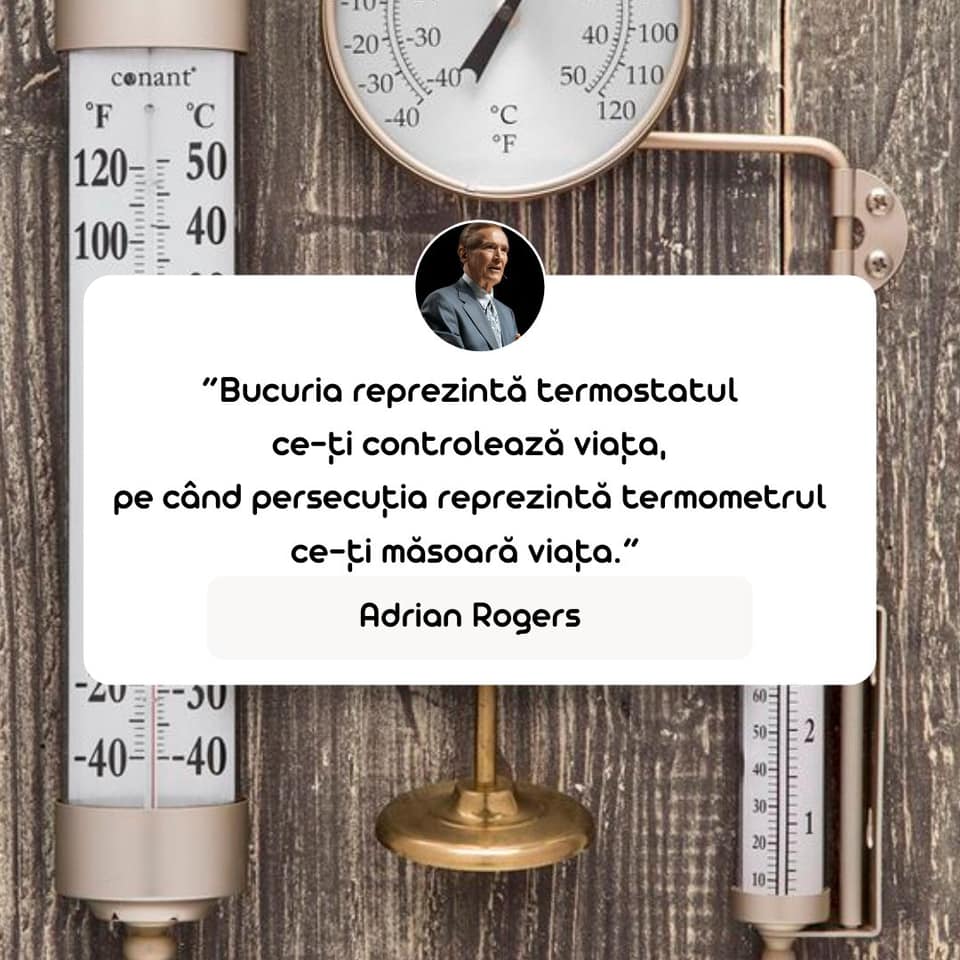 -10
-20 -30 40 100
-30 -40 50 110
-40 °C 120
°F
conant
°F °C
120 50
100 40
”Bucuria reprezintă termostatul
ce-ți controlează viața,
pe când persecuția reprezintă termometrul
ce-ți măsoară viața.”
Adrian Rogers
-20 -30
-40 -40
60
50 2
40
30 1
20
10